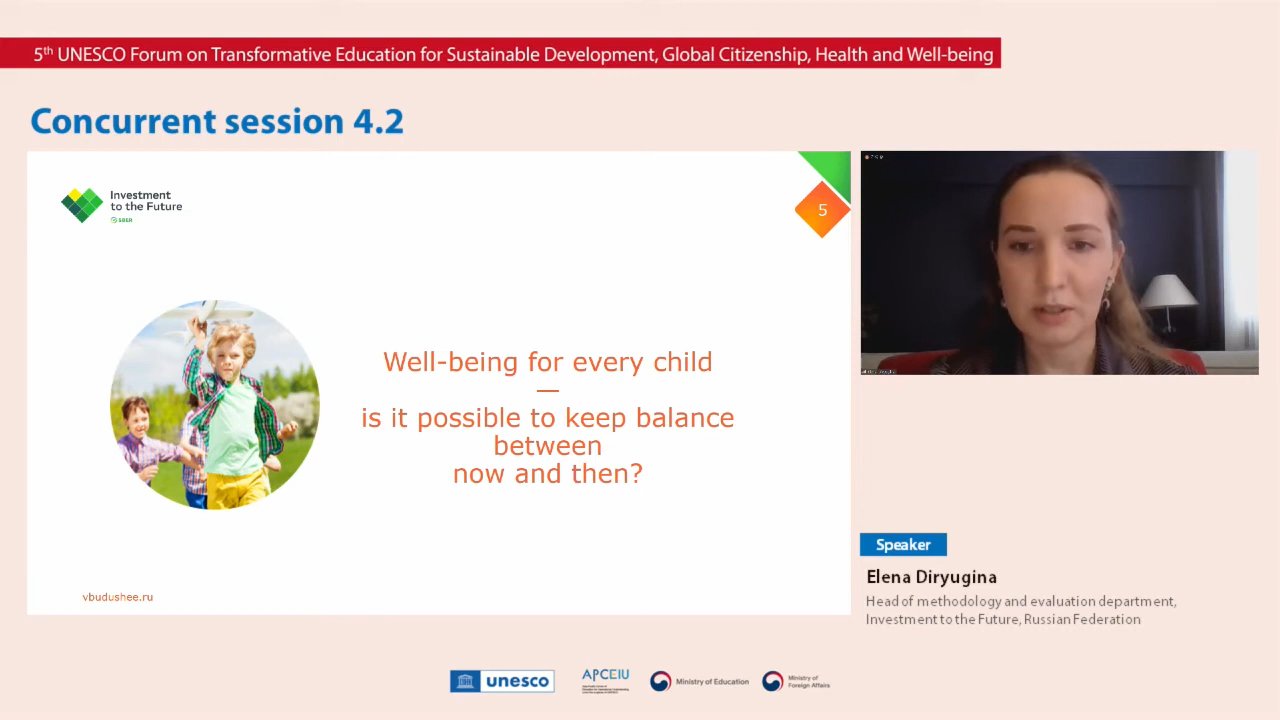 5th UNESCO Forum on Transformative Education for Sustainable Development, Global Citizenship, Health and Well-being
Concurrent session 4.2
Investment
to the Future
SBER
5
Well-being for every child
—
is it possible to keep balance
between
now and then?
vbudushee.ru
Speaker
Elena Diryugina
Head of methodology and evaluation department,
Investment to the Future, Russian Federation
unesco
APCEIU
Ministry of Education
Ministry of
Foreign Affairs